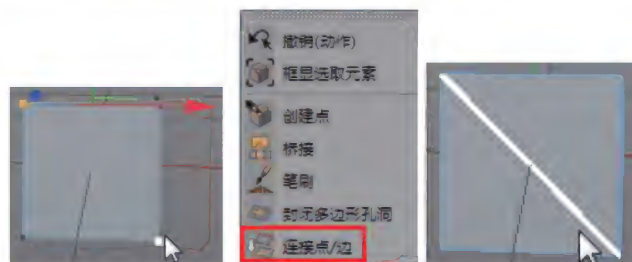 撤销(动作)
框显选取元素
创建点
桥接
笔刷
封闭多边形孔洞
连接点/边